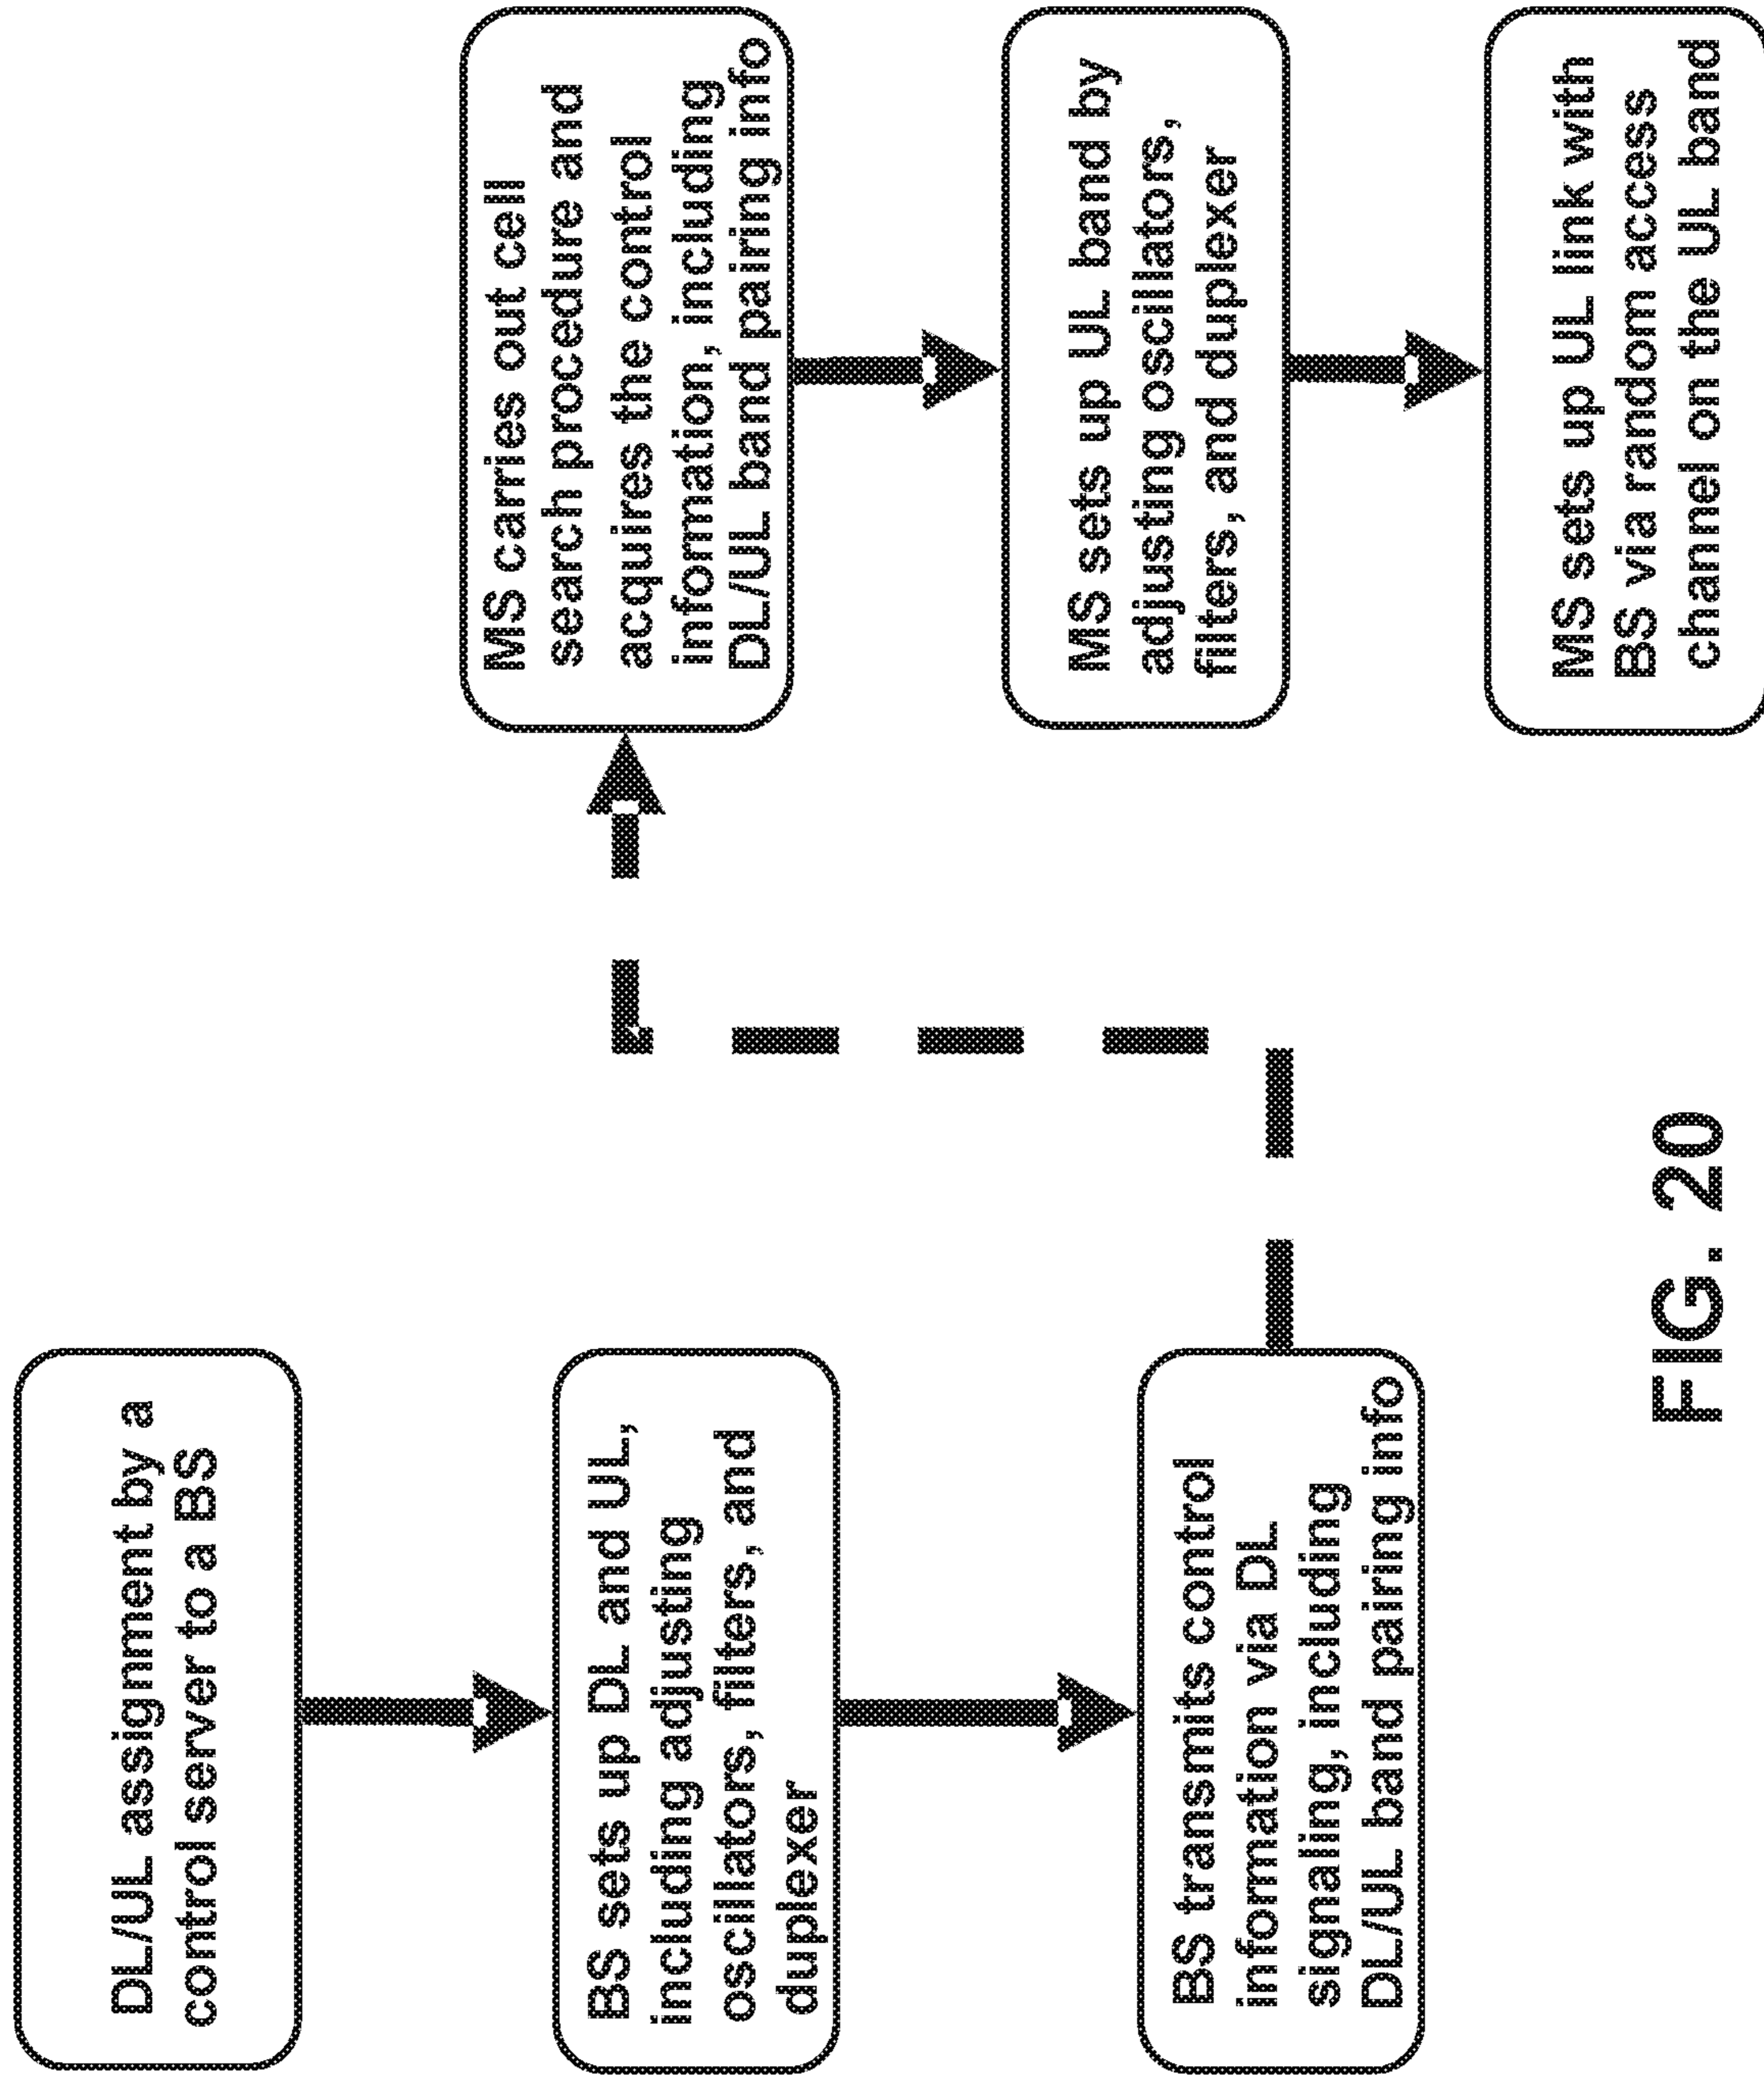 DL/UL assignment by a
control server to a BS
BS sets up DL and UL,
including adjusting
oscillators, filters, and
duplexer
BS transmits control
information via DL
signaling, including
DL/UL band pairing info
MS carries out cell
search procedure and
acquires the control
information, including
DL/UL band pairing info
MS sets up UL band by
adjusting oscillators,
filters, and duplexer
MS sets up UL link with
BS via random access
channel on the UL band
FIG. 20